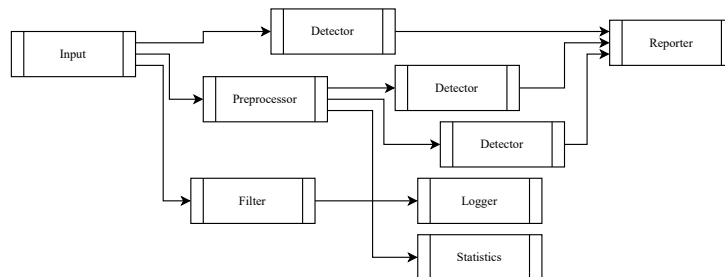 Detector
Reporter
Input
Detector
Preprocessor
Detector
Filter
Logger
Statistics